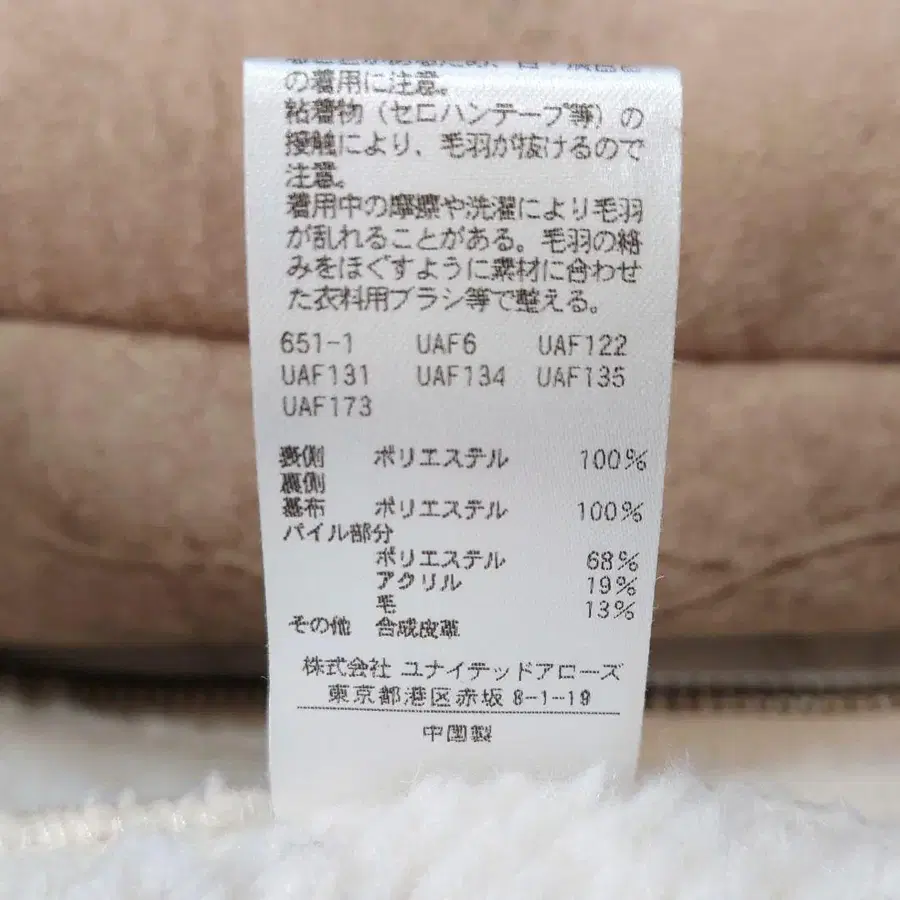 の着用に注意。
粘着物（セロハンテープ等）の
接触により、毛羽が抜けるので
注意。
着用中の摩擦や洗濯により毛羽
が乱れることがある。毛羽の絡
みをほぐすように素材に合わせ
た衣料用ブラシ等で整える。
651-1 UAF6 UAF122
UAF131 UAF134 UAF135
UAF173
表側 ポリエステル 100%
裏側
基布 ポリエステル 100%
パイル部分
ポリエステル 68%
アクリル 19%
毛 13%
その他 合成皮革
株式会社 ユナイテッドアローズ
東京都港区赤坂 8-1-19
中国製